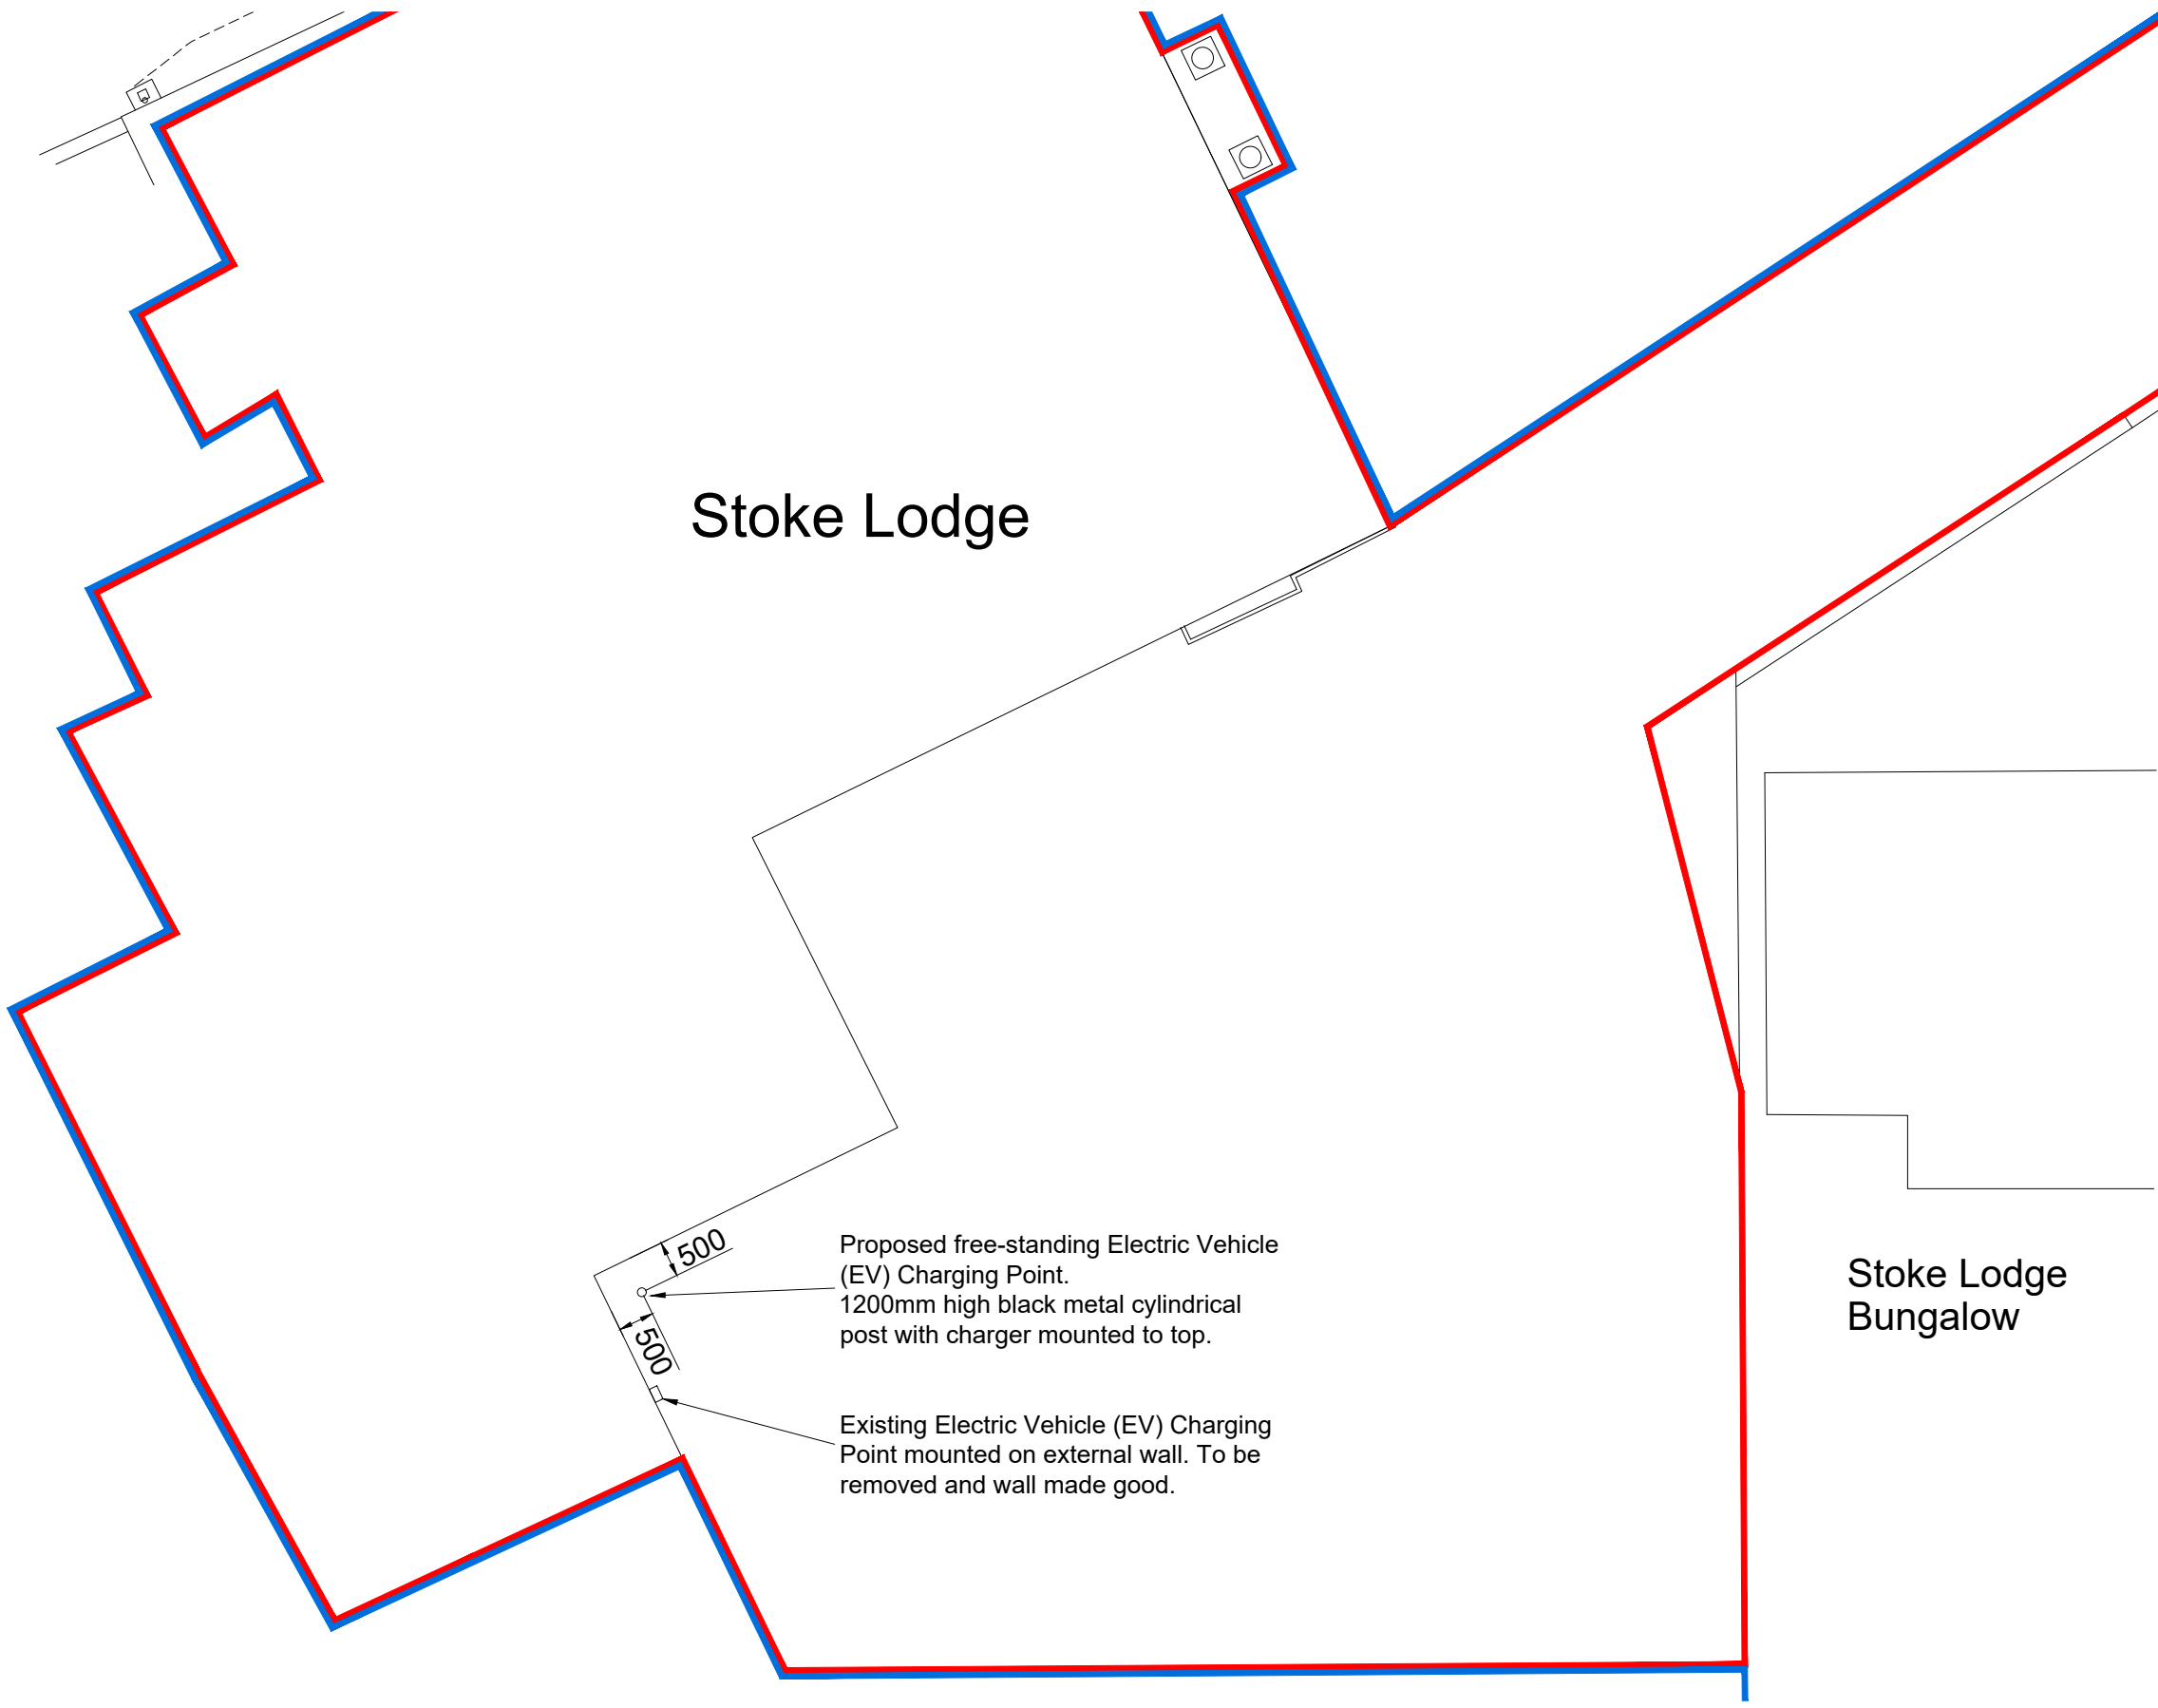 Stoke Lodge
500
Proposed free-standing Electric Vehicle
(EV) Charging Point.
1200mm high black metal cylindrical
post with charger mounted to top.
500
Existing Electric Vehicle (EV) Charging
Point mounted on external wall. To be
removed and wall made good.
Stoke Lodge
Bungalow